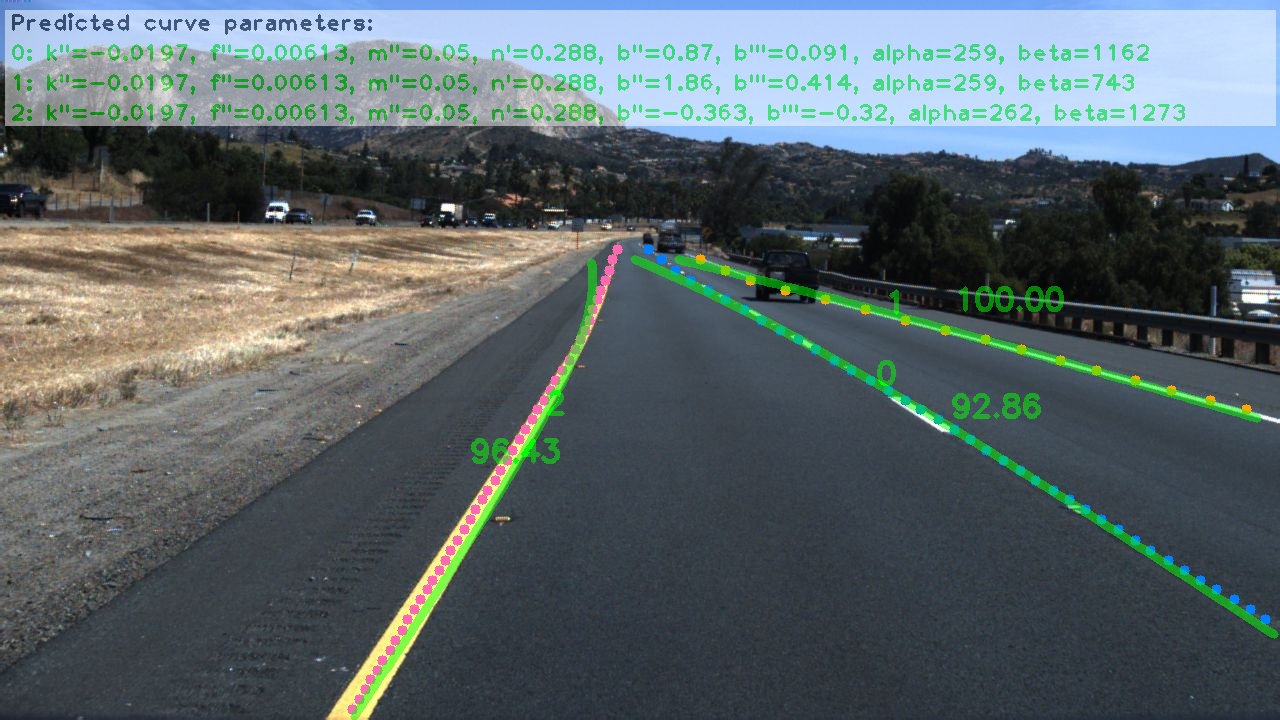 Predicted curve parameters:
0: k''=-0.0197, f''=0.00613, m''=0.05, n'=0.288, b''=0.87, b'''=0.091, alpha=259, beta=1162
1: k''=-0.0197, f''=0.00613, m''=0.05, n'=0.288, b''=1.86, b'''=0.414, alpha=259, beta=743
2: k''=-0.0197, f''=0.00613, m''=0.05, n'=0.288, b''=-0.363, b'''=-0.32, alpha=262, beta=1273
1
100.00
0
92.86
2
96.43